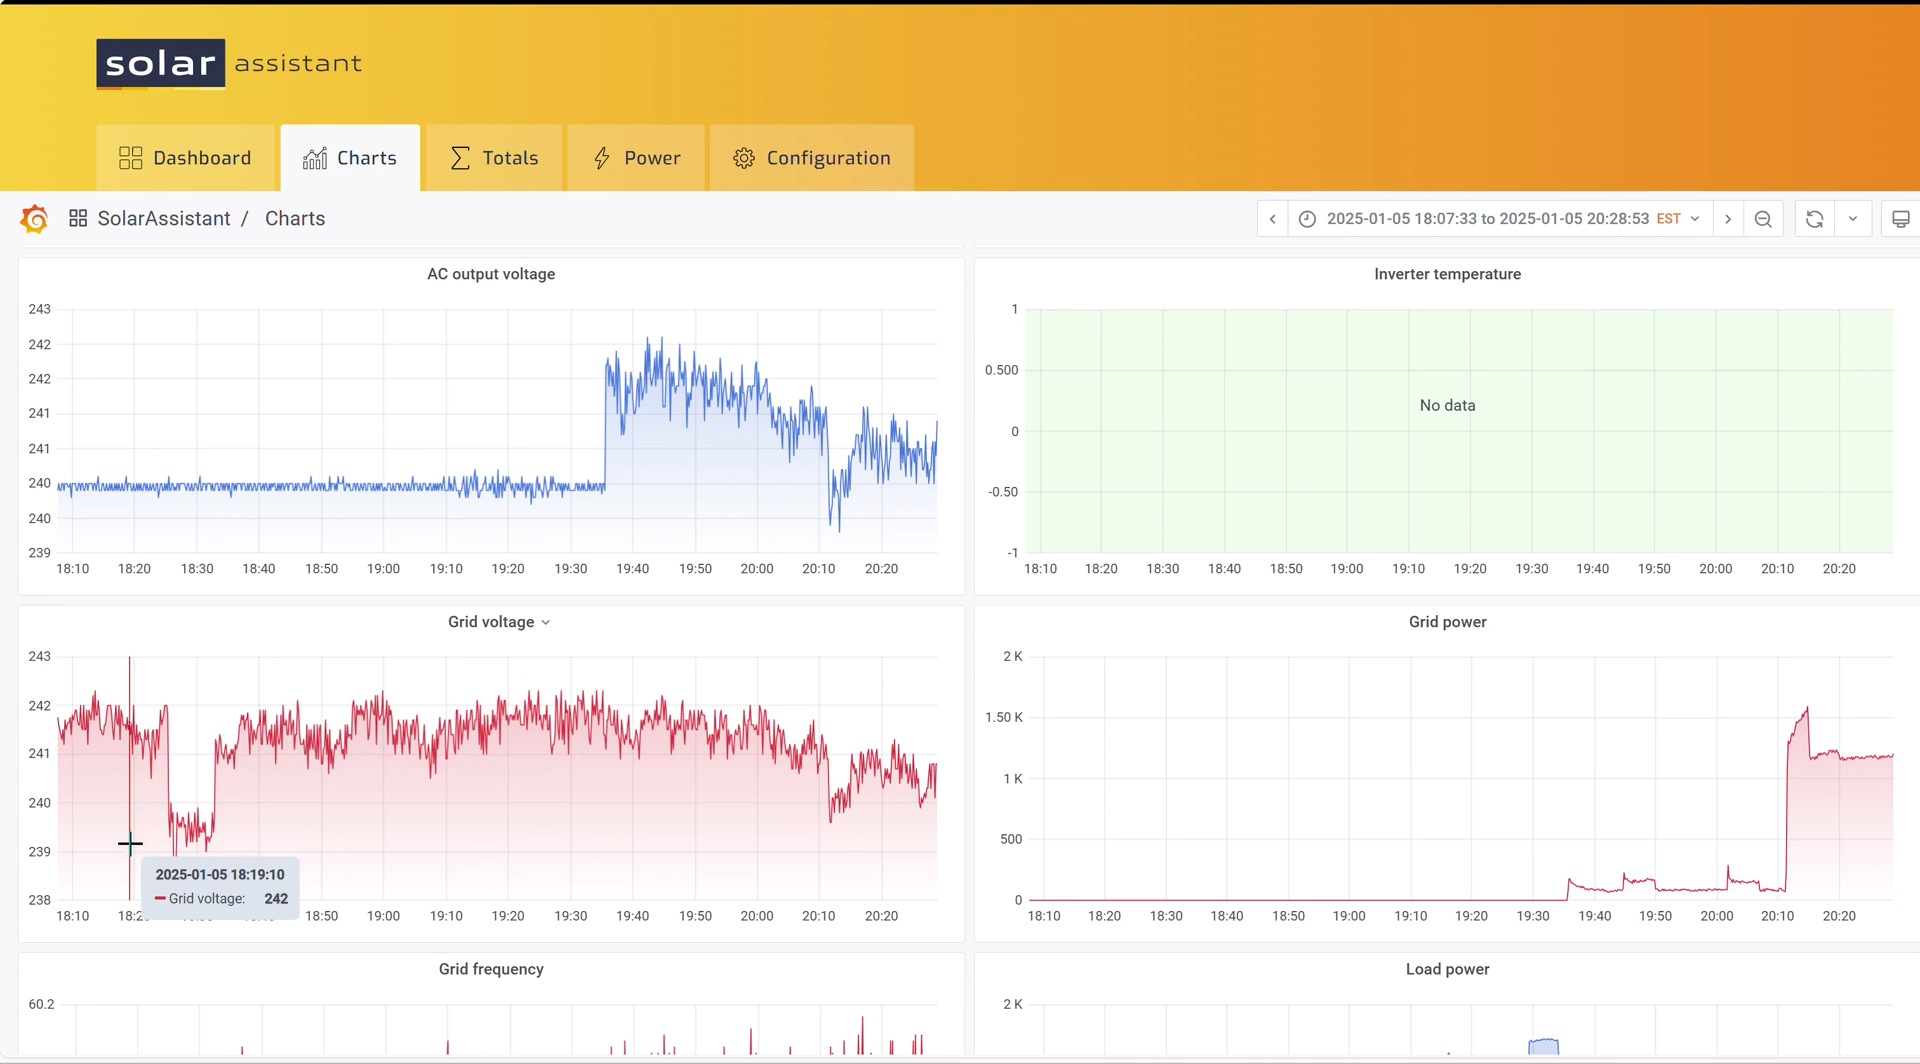 solar assistant
Dashboard Charts Totals Power Configuration
SolarAssistant / Charts 2025-01-05 18:07:33 to 2025-01-05 20:28:53 EST
AC output voltage
243
242
242
241
241
240
240
239
18:10 18:20 18:30 18:40 18:50 19:00 19:10 19:20 19:30 19:40 19:50 20:00 20:10 20:20
Inverter temperature
1
0.500
No data
0
-0.50
-1
18:10 18:20 18:30 18:40 18:50 19:00 19:10 19:20 19:30 19:40 19:50 20:00 20:10 20:20
Grid voltage
243
242
241
240
239
238
2025-01-05 18:19:10
Grid voltage: 242
18:10 18:50 19:00 19:10 19:20 19:30 19:40 19:50 20:00 20:10 20:20
Grid power
2 K
1.50 K
1 K
500
0
18:10 18:20 18:30 18:40 18:50 19:00 19:10 19:20 19:30 19:40 19:50 20:00 20:10 20:20
Grid frequency
60.2
Load power
2 K